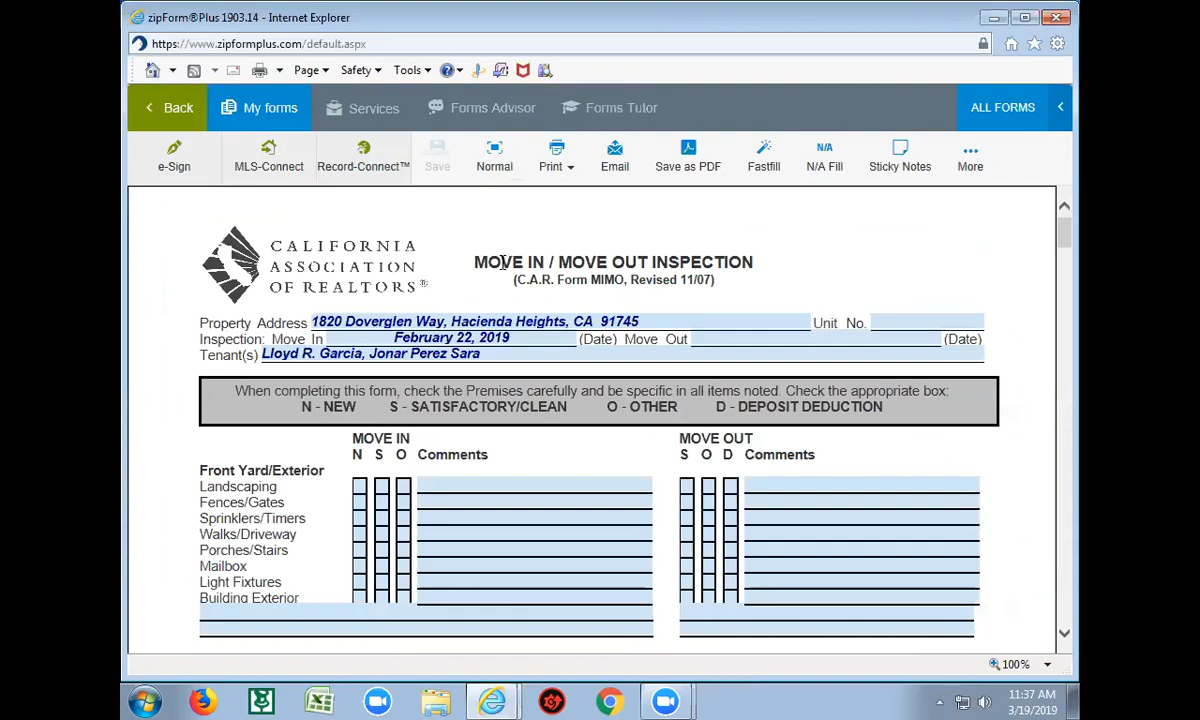 zipForm®Plus 1903.14 - Internet Explorer
https://www.zipformplus.com/default.aspx
Page Safety Tools
Back My forms Services Forms Advisor Forms Tutor ALL FORMS
e-Sign MLS-Connect Record-Connect™ Save Normal Print Email Save as PDF N/A Fastfill N/A Fill Sticky Notes More
CALIFORNIA
ASSOCIATION
OF REALTORS®
MOVE IN / MOVE OUT INSPECTION
(C.A.R. Form MIMO, Revised 11/07)
Property Address 1820 Doverglen Way, Hacienda Heights, CA 91745 Unit No.
Inspection: Move In February 22, 2019 (Date) Move Out (Date)
Tenant(s) Lloyd R. Garcia, Jonar Perez Sara
When completing this form, check the Premises carefully and be specific in all items noted. Check the appropriate box:
N - NEW S - SATISFACTORY/CLEAN O - OTHER D - DEPOSIT DEDUCTION
MOVE IN MOVE OUT
N S O Comments S O D Comments
Front Yard/Exterior
Landscaping
Fences/Gates
Sprinklers/Timers
Walks/Driveway
Porches/Stairs
Mailbox
Light Fixtures
Building Exterior
100%
11:37 AM
3/19/2019